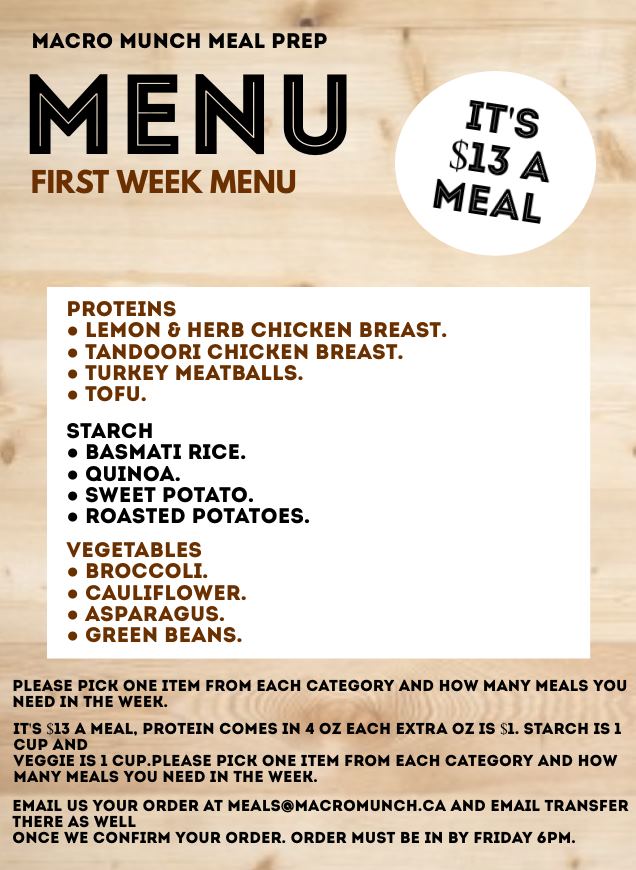 MACRO MUNCH MEAL PREP
MENU
FIRST WEEK MENU
IT'S
$13 A
MEAL
PROTEINS
● LEMON & HERB CHICKEN BREAST.
● TANDOORI CHICKEN BREAST.
● TURKEY MEATBALLS.
● TOFU.
STARCH
● BASMATI RICE.
● QUINOA.
● SWEET POTATO.
● ROASTED POTATOES.
VEGETABLES
● BROCCOLI.
● CAULIFLOWER.
● ASPARAGUS.
● GREEN BEANS.
PLEASE PICK ONE ITEM FROM EACH CATEGORY AND HOW MANY MEALS YOU
NEED IN THE WEEK.
IT'S $13 A MEAL, PROTEIN COMES IN 4 OZ EACH EXTRA OZ IS $1. STARCH IS 1
CUP AND
VEGGIE IS 1 CUP.PLEASE PICK ONE ITEM FROM EACH CATEGORY AND HOW
MANY MEALS YOU NEED IN THE WEEK.
EMAIL US YOUR ORDER AT MEALS@MACROMUNCH.CA AND EMAIL TRANSFER
THERE AS WELL
ONCE WE CONFIRM YOUR ORDER. ORDER MUST BE IN BY FRIDAY 6PM.